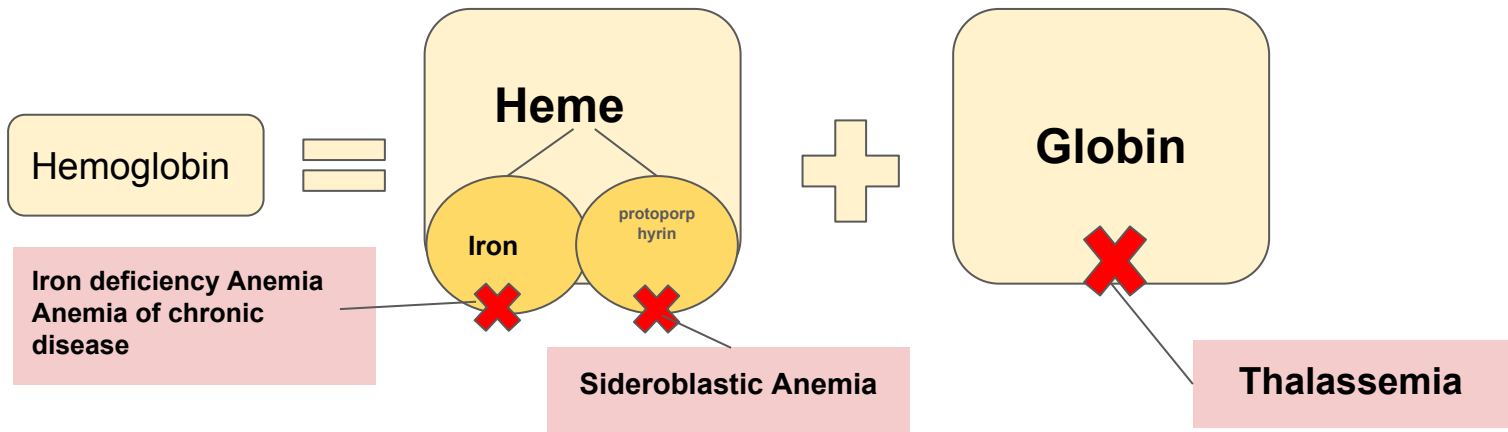 Hemoglobin
Heme
Iron
protoporp
hyrin
Globin
Iron deficiency Anemia
Anemia of chronic
disease
Sideroblastic Anemia
Thalassemia